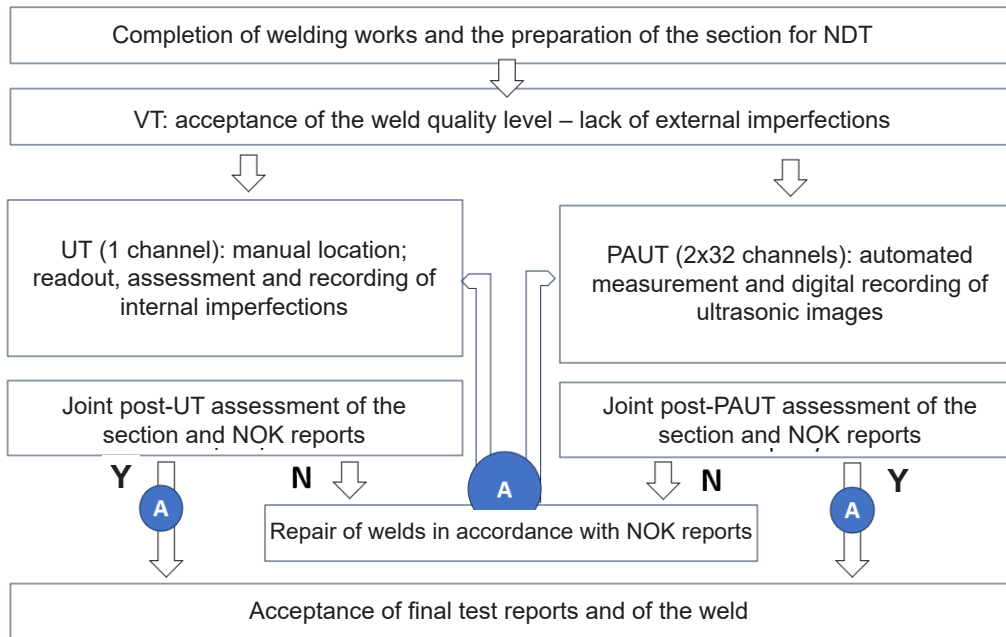 Completion of welding works and the preparation of the section for NDT
VT: acceptance of the weld quality level – lack of external imperfections
UT (1 channel): manual location;
readout, assessment and recording of
internal imperfections
PAUT (2x32 channels): automated
measurement and digital recording of
ultrasonic images
Joint post-UT assessment of the
section and NOK reports
Joint post-PAUT assessment of the
section and NOK reports
Y
N
A
N
Y
A
A
Repair of welds in accordance with NOK reports
Acceptance of final test reports and of the weld